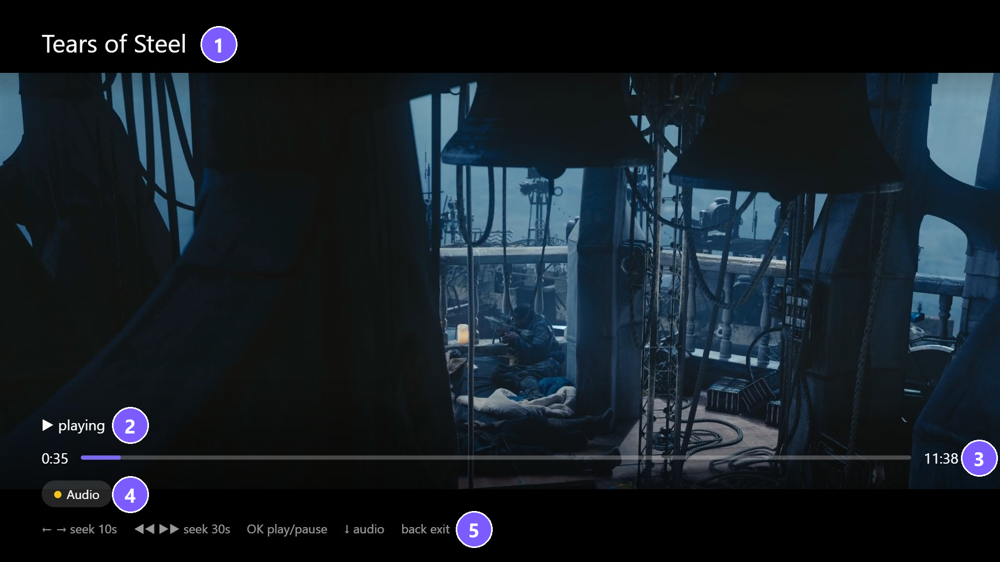 Tears of Steel 1
▶ playing 2
0:35 11:38 3
Audio 4
← → seek 10s ◀◀ ▶▶ seek 30s OK play/pause ↓ audio back exit 5